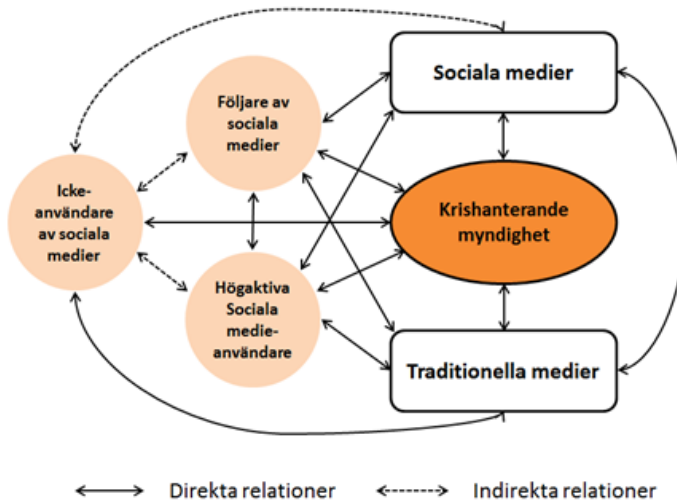 Sociala medier
Följare av
sociala
medier
Icke-
användare
av sociala
medier
Krishanterande
myndighet
Högaktiva
Sociala
medie-
användare
Traditionella medier
Direkta relationer
Indirekta relationer